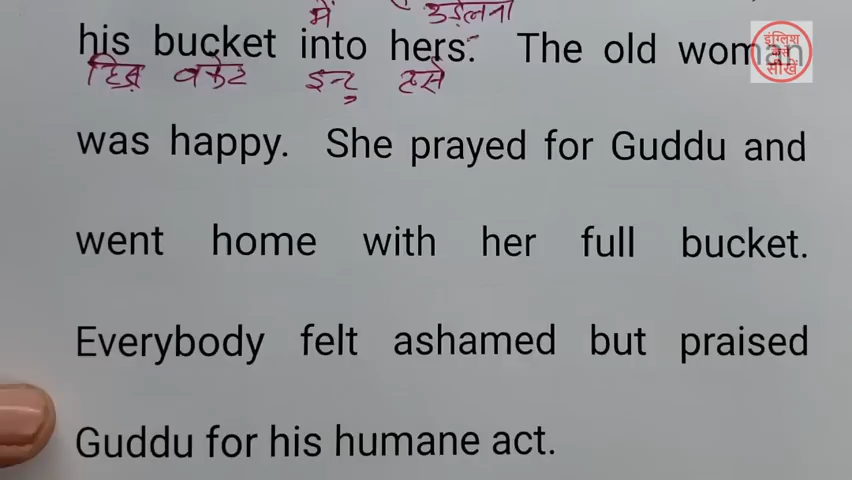 में उड़ेलना
his bucket into hers. The old woman
हिज़ बकेट इन्टू हर्स
was happy. She prayed for Guddu and
went home with her full bucket.
Everybody felt ashamed but praised
Guddu for his humane act.
इंग्लिश
सीखें